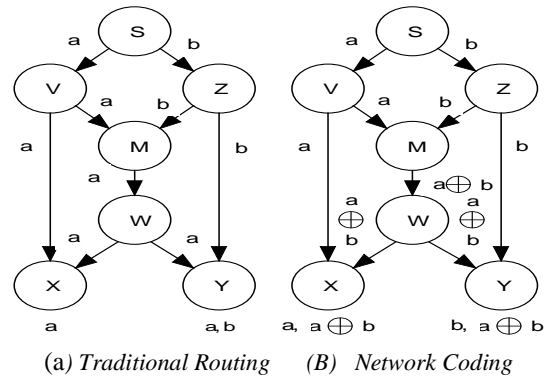 S S
a b a b
V Z V Z
a b a b
M M
a b a b
a a ⊕ b
a a
W ⊕ W ⊕
a a b b
X Y X Y
a a,b a, a ⊕ b b, a ⊕ b
(a) Traditional Routing (B) Network Coding